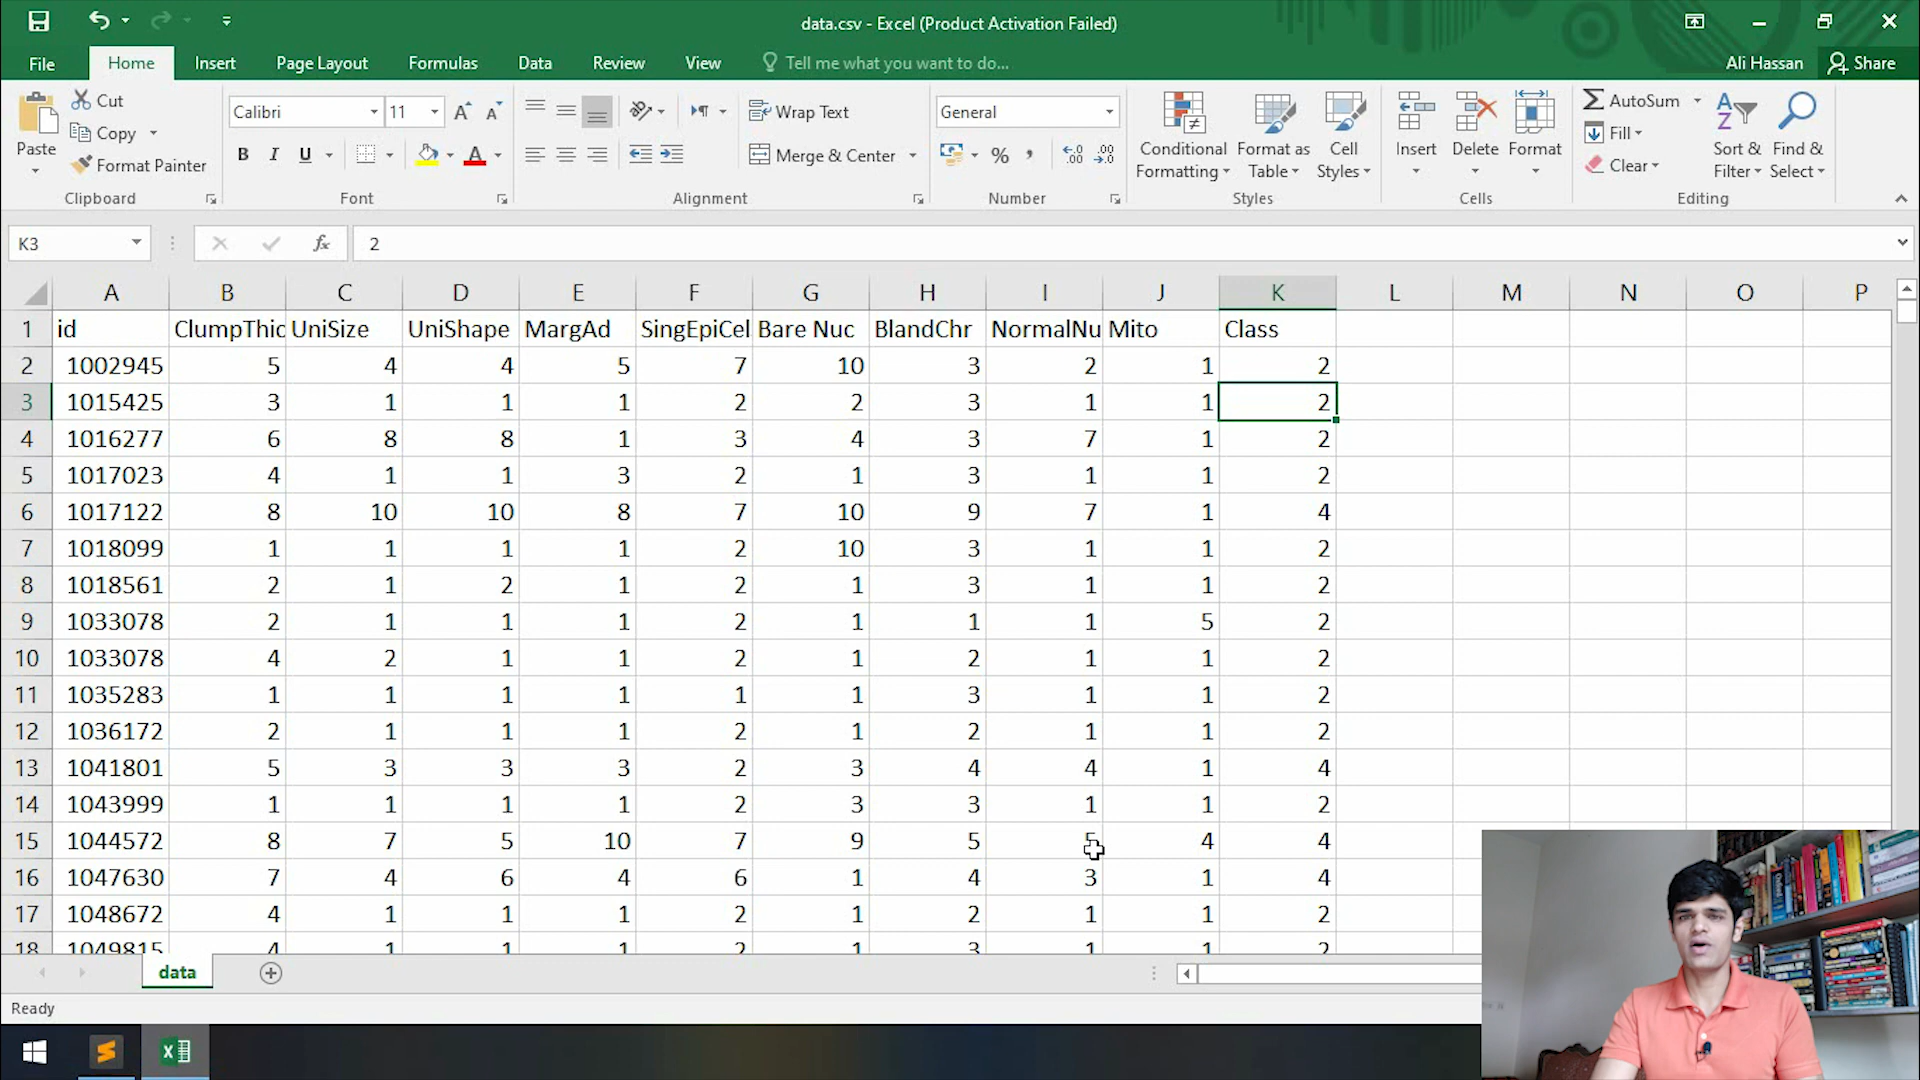 data.csv - Excel (Product Activation Failed)
File Home Insert Page Layout Formulas Data Review View Tell me what you want to do... Ali Hassan Share
Paste Cut Copy Format Painter Clipboard
Calibri 11 A A B I U A Font
Wrap Text Merge & Center Alignment
General % , .00 Number
Conditional Formatting Format as Table Cell Styles Styles
Insert Delete Format Cells
AutoSum Fill Clear Sort & Filter Find & Select Editing
K3 fx 2
A B C D E F G H I J K L M N O P
1 id ClumpThic UniSize UniShape MargAd SingEpiCel Bare Nuc BlandChr NormalNu Mito Class
2 1002945 5 4 4 5 7 10 3 2 1 2
3 1015425 3 1 1 1 2 2 3 1 1 2
4 1016277 6 8 8 1 3 4 3 7 1 2
5 1017023 4 1 1 3 2 1 3 1 1 2
6 1017122 8 10 10 8 7 10 9 7 1 4
7 1018099 1 1 1 1 2 10 3 1 1 2
8 1018561 2 1 2 1 2 1 3 1 1 2
9 1033078 2 1 1 1 2 1 1 1 5 2
10 1033078 4 2 1 1 2 1 2 1 1 2
11 1035283 1 1 1 1 1 1 3 1 1 2
12 1036172 2 1 1 1 2 1 2 1 1 2
13 1041801 5 3 3 3 2 3 4 4 1 4
14 1043999 1 1 1 1 2 3 3 1 1 2
15 1044572 8 7 5 10 7 9 5 5 4 4
16 1047630 7 4 6 4 6 1 4 3 1 4
17 1048672 4 1 1 1 2 1 2 1 1 2
18 1049815 4 1 1 1 2 1 3 1 1 2
data
Ready